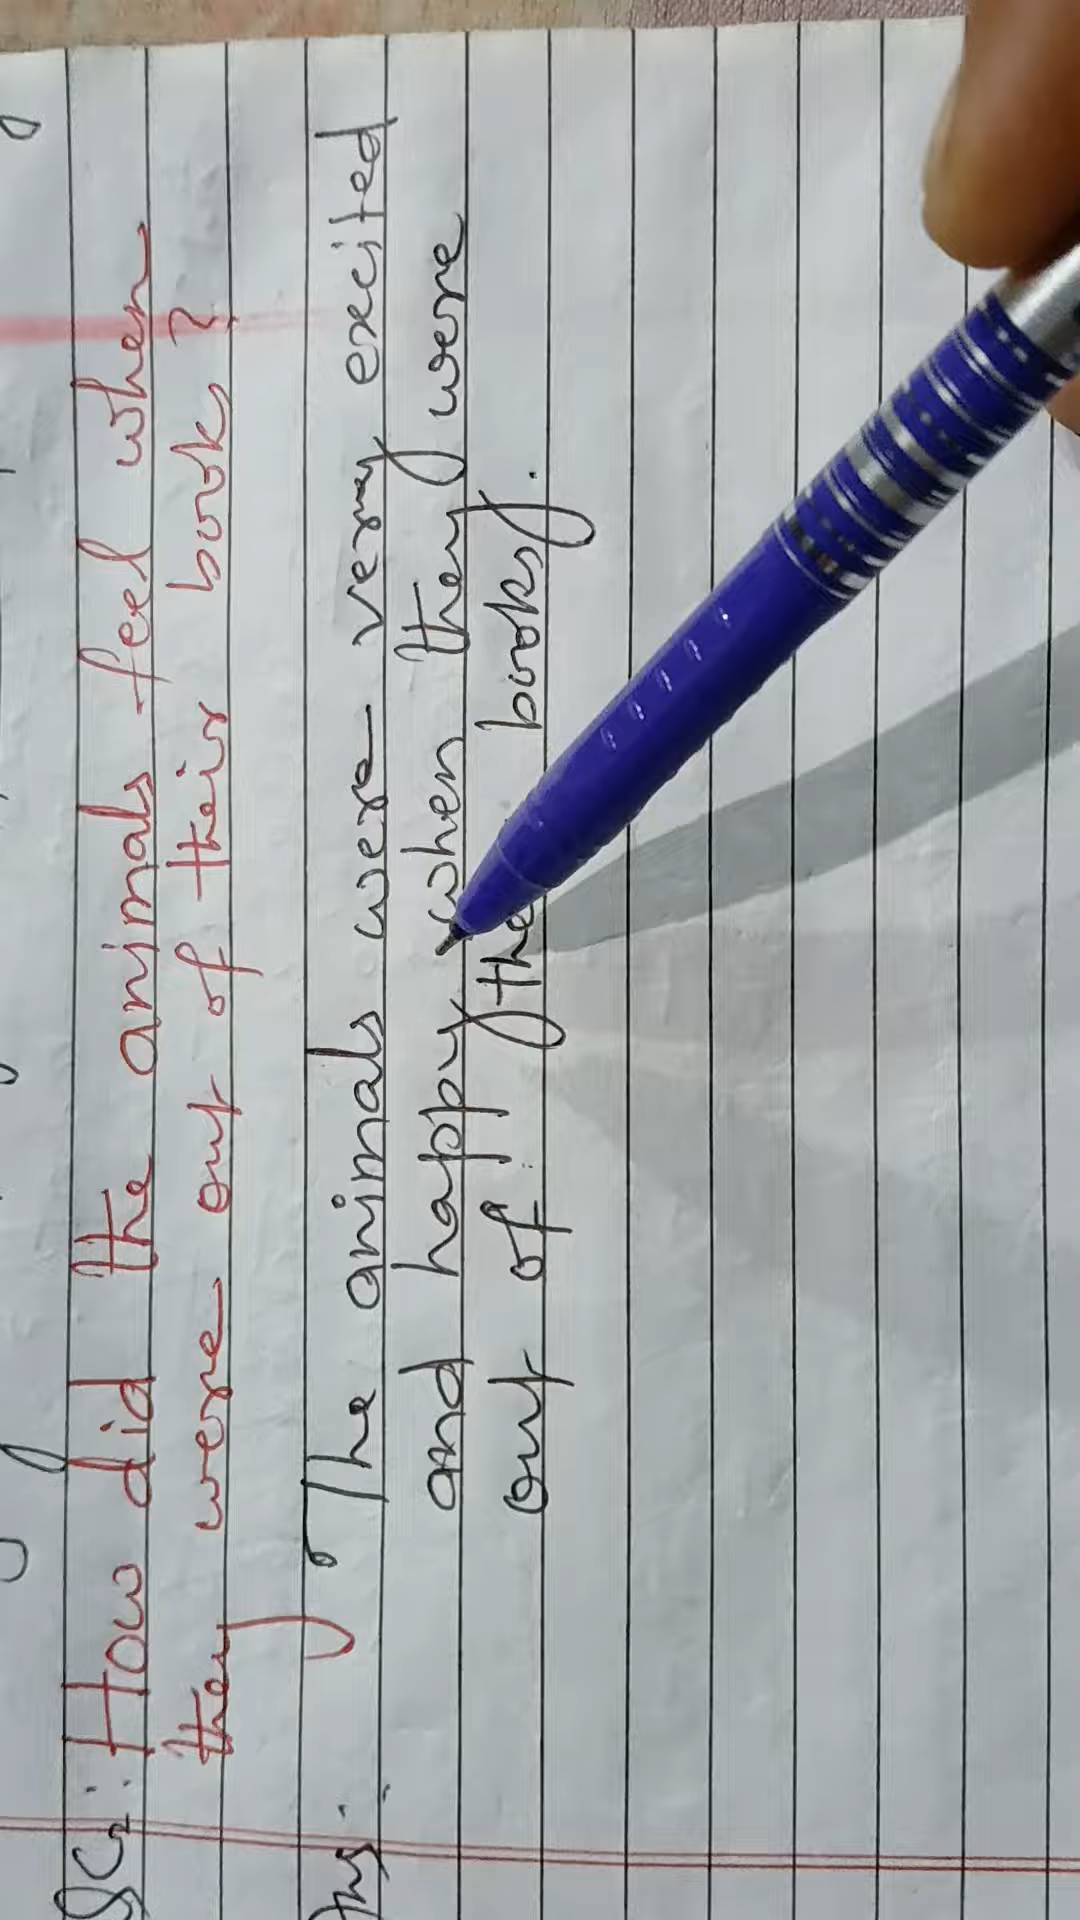 Q2: How did the animals feel when
they were out of their book?
Ans: The animals were very excited
and happy when they were
out of the books.